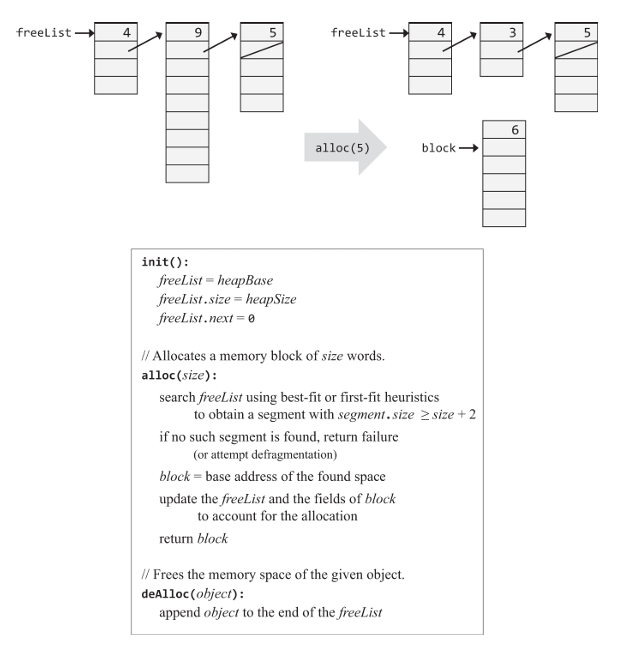 freeList 4 9 5 freeList 4 3 5
alloc(5) block 6
init():
freeList = heapBase
freeList.size = heapSize
freeList.next = 0
// Allocates a memory block of size words.
alloc(size):
search freeList using best-fit or first-fit heuristics
to obtain a segment with segment.size ≥ size + 2
if no such segment is found, return failure
(or attempt defragmentation)
block = base address of the found space
update the freeList and the fields of block
to account for the allocation
return block
// Frees the memory space of the given object.
deAlloc(object):
append object to the end of the freeList